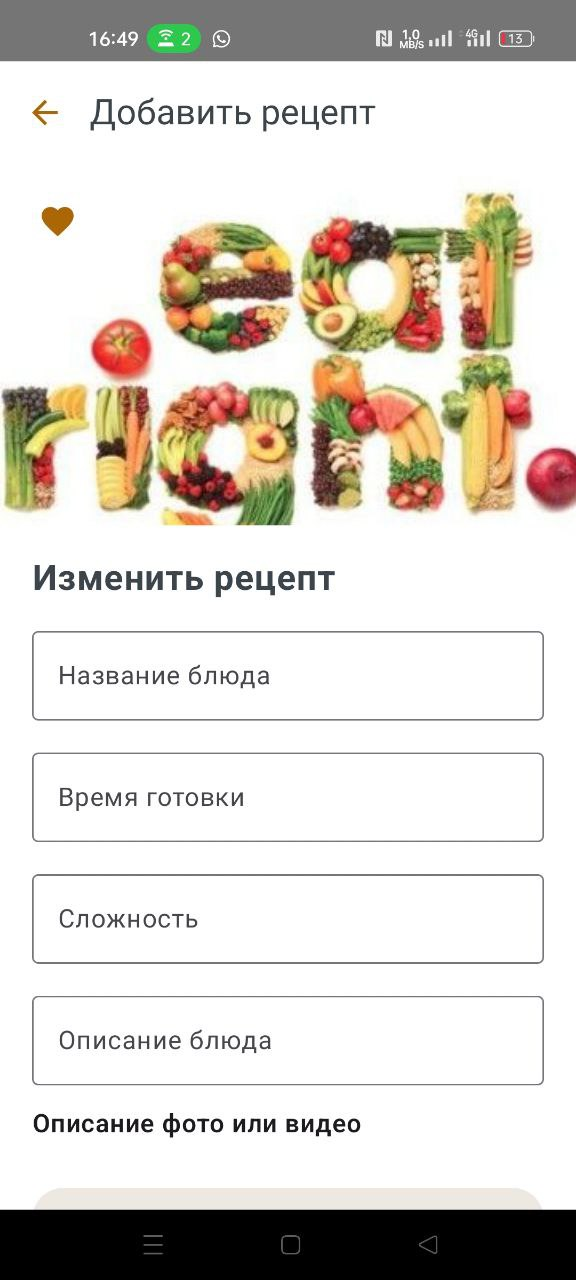 16:49 2 1.0 MB/S 4G 13
Добавить рецепт
eat
right
Изменить рецепт
Название блюда
Время готовки
Сложность
Описание блюда
Описание фото или видео